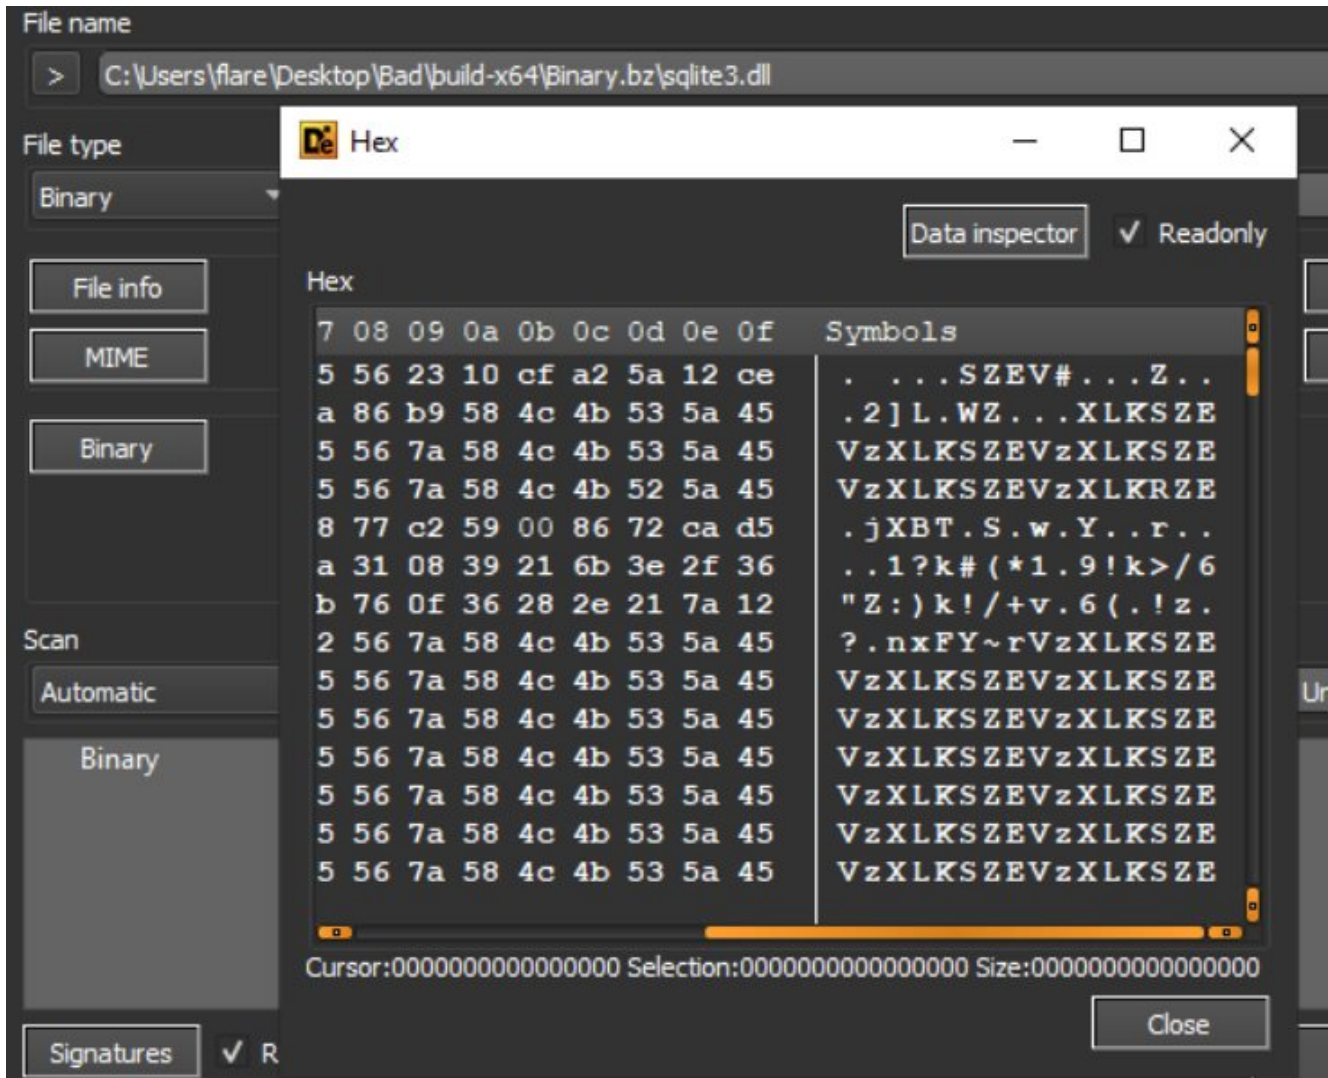 File name
> C:\Users\flare\Desktop\Bad\build-x64\Binary.bz\sqlite3.dll
File type
Binary
File info
MIME
Binary
Scan
Automatic
Binary
Signatures
R
De Hex
Data inspector Readonly
Hex
7 08 09 0a 0b 0c 0d 0e 0f Symbols
5 56 23 10 cf a2 5a 12 ce . ...SZEV#...Z..
a 86 b9 58 4c 4b 53 5a 45 .2]L.WZ...XLKSZE
5 56 7a 58 4c 4b 53 5a 45 VzXLKSZEVzXLKSZE
5 56 7a 58 4c 4b 52 5a 45 VzXLKSZEVzXLKRZE
8 77 c2 59 00 86 72 ca d5 .jXBT.S.w.Y..r..
a 31 08 39 21 6b 3e 2f 36 ..1?k#(*1.9!k>/6
b 76 0f 36 28 2e 21 7a 12 "Z:)k!/+v.6(.!z.
2 56 7a 58 4c 4b 53 5a 45 ?.nxFY~rVzXLKSZE
5 56 7a 58 4c 4b 53 5a 45 VzXLKSZEVzXLKSZE
5 56 7a 58 4c 4b 53 5a 45 VzXLKSZEVzXLKSZE
5 56 7a 58 4c 4b 53 5a 45 VzXLKSZEVzXLKSZE
5 56 7a 58 4c 4b 53 5a 45 VzXLKSZEVzXLKSZE
5 56 7a 58 4c 4b 53 5a 45 VzXLKSZEVzXLKSZE
5 56 7a 58 4c 4b 53 5a 45 VzXLKSZEVzXLKSZE
Cursor:0000000000000000 Selection:0000000000000000 Size:0000000000000000
Close
Ur